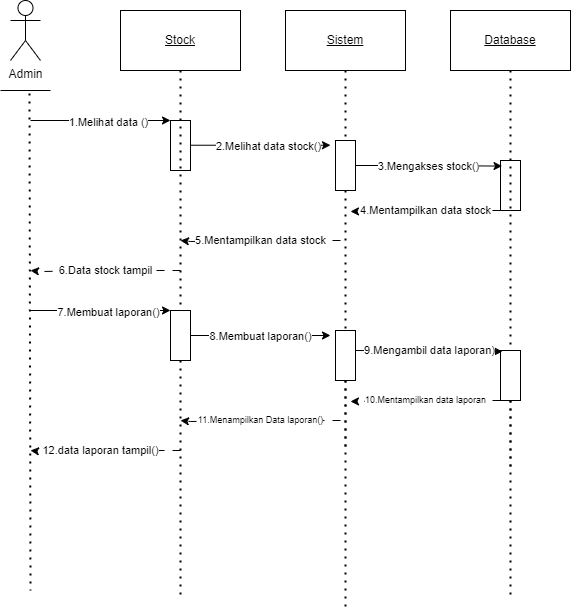 Stock
Sistem
Database
Admin
1.Melihat data ()
2.Melihat data stock()
3.Mengakses stock()
4.Mentampilkan data stock
5.Mentampilkan data stock
6.Data stock tampil
7.Membuat laporan()
8.Membuat laporan()
9.Mengambil data laporan)
10.Mentampilkan data laporan
11.Menampilkan Data laporan()
12.data laporan tampil()